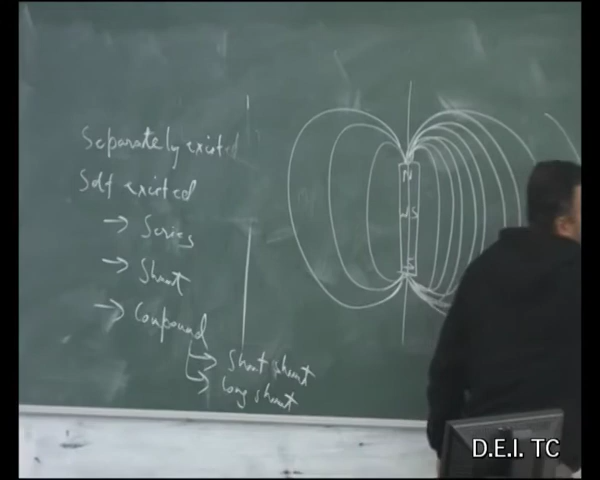 Separately excited
Self excited
→ Series
→ Shunt
→ Compound
→ Short shunt
→ Long shunt
N
N S
S
D.E.I. TC